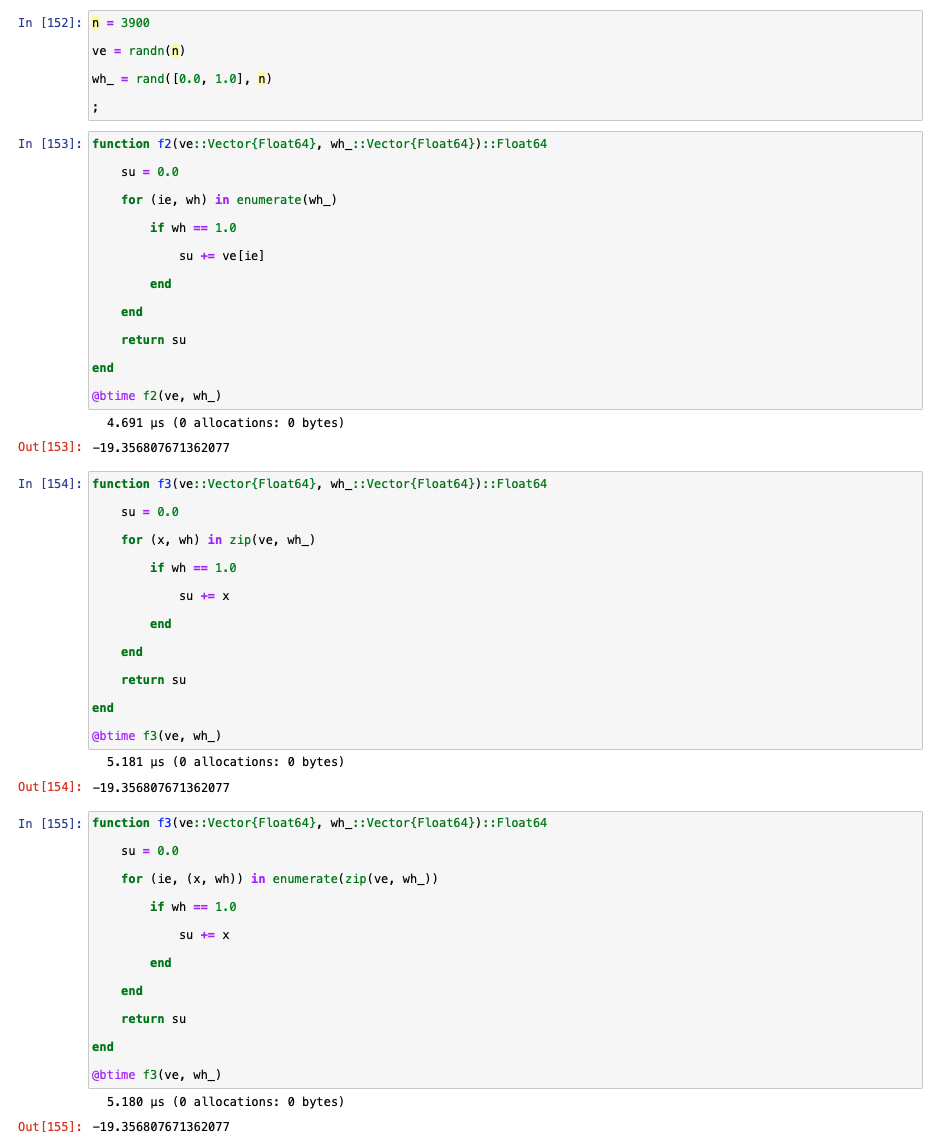 In [152]: n = 3900
ve = randn(n)
wh_ = rand([0.0, 1.0], n)
;
In [153]: function f2(ve::Vector{Float64}, wh_::Vector{Float64})::Float64
su = 0.0
for (ie, wh) in enumerate(wh_)
if wh == 1.0
su += ve[ie]
end
end
return su
end
@btime f2(ve, wh_)
4.691 μs (0 allocations: 0 bytes)
Out[153]: -19.356807671362077
In [154]: function f3(ve::Vector{Float64}, wh_::Vector{Float64})::Float64
su = 0.0
for (x, wh) in zip(ve, wh_)
if wh == 1.0
su += x
end
end
return su
end
@btime f3(ve, wh_)
5.181 μs (0 allocations: 0 bytes)
Out[154]: -19.356807671362077
In [155]: function f3(ve::Vector{Float64}, wh_::Vector{Float64})::Float64
su = 0.0
for (ie, (x, wh)) in enumerate(zip(ve, wh_))
if wh == 1.0
su += x
end
end
return su
end
@btime f3(ve, wh_)
5.180 μs (0 allocations: 0 bytes)
Out[155]: -19.356807671362077